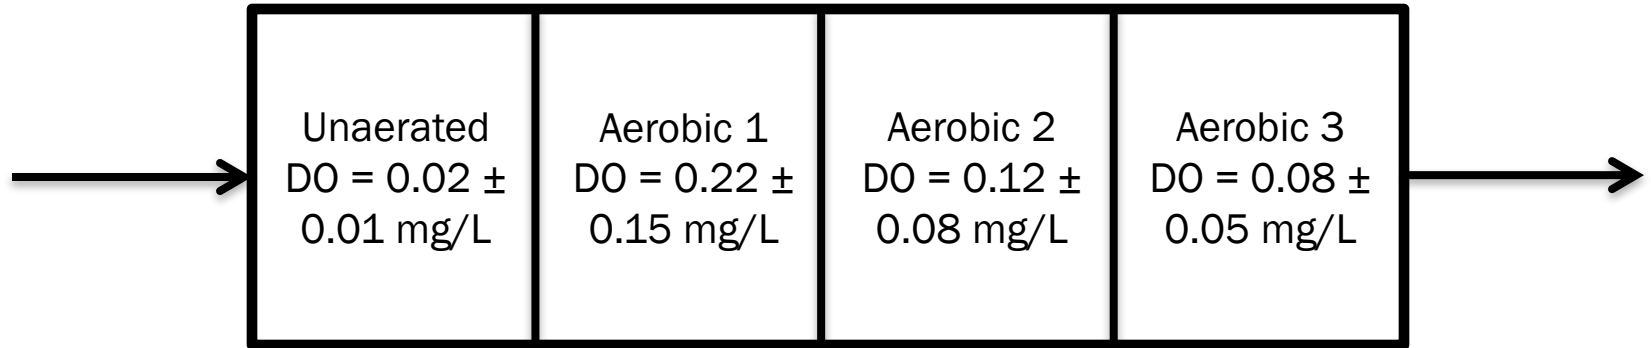 Unaerated
DO = 0.02 ±
0.01 mg/L
Aerobic 1
DO = 0.22 ±
0.15 mg/L
Aerobic 2
DO = 0.12 ±
0.08 mg/L
Aerobic 3
DO = 0.08 ±
0.05 mg/L